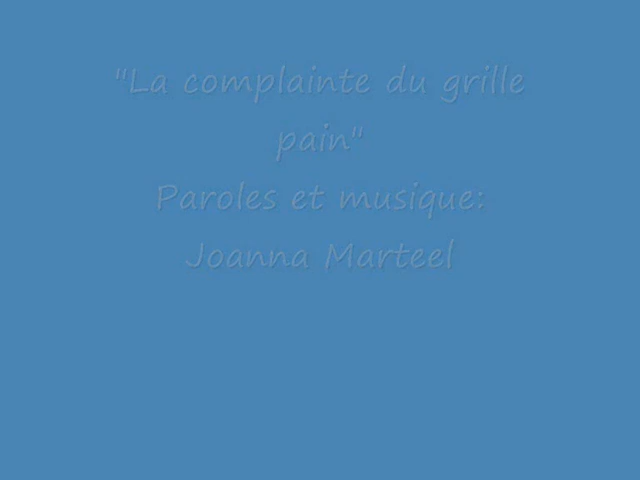 "La complainte du grille
pain"
Paroles et musique:
Joanna Marteel